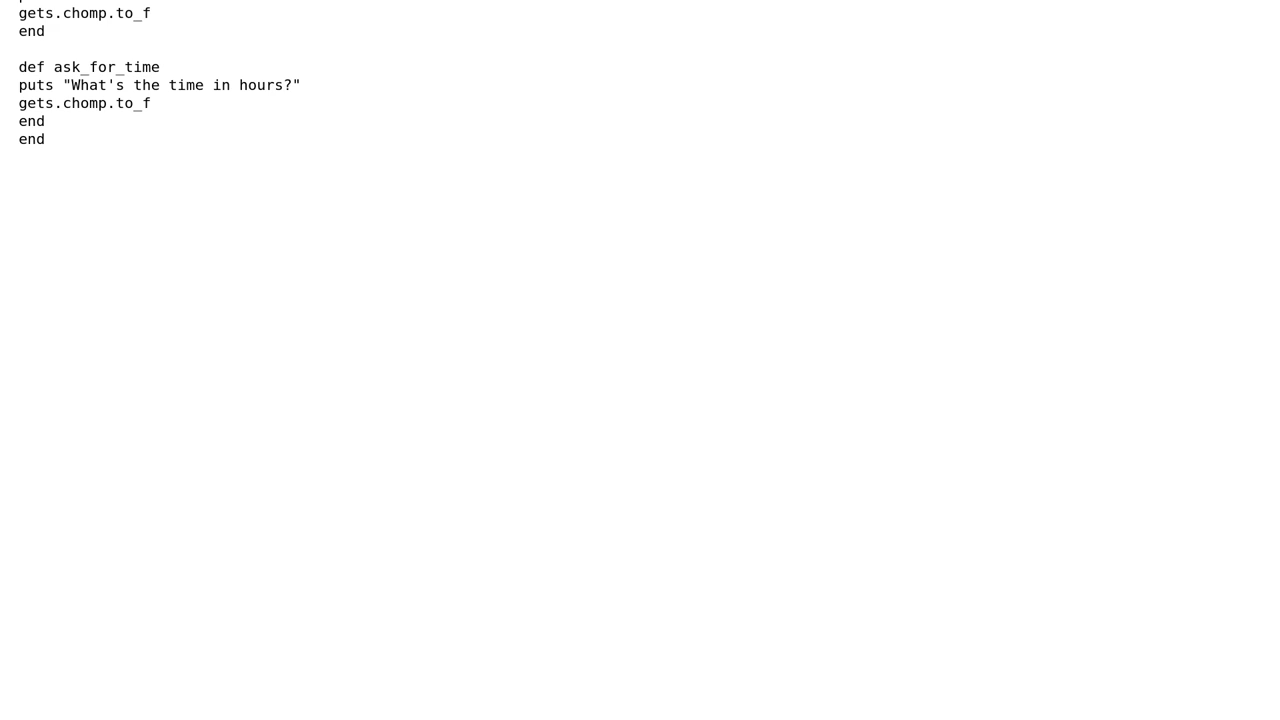 gets.chomp.to_f
end

def ask_for_time
puts "What's the time in hours?"
gets.chomp.to_f
end
end